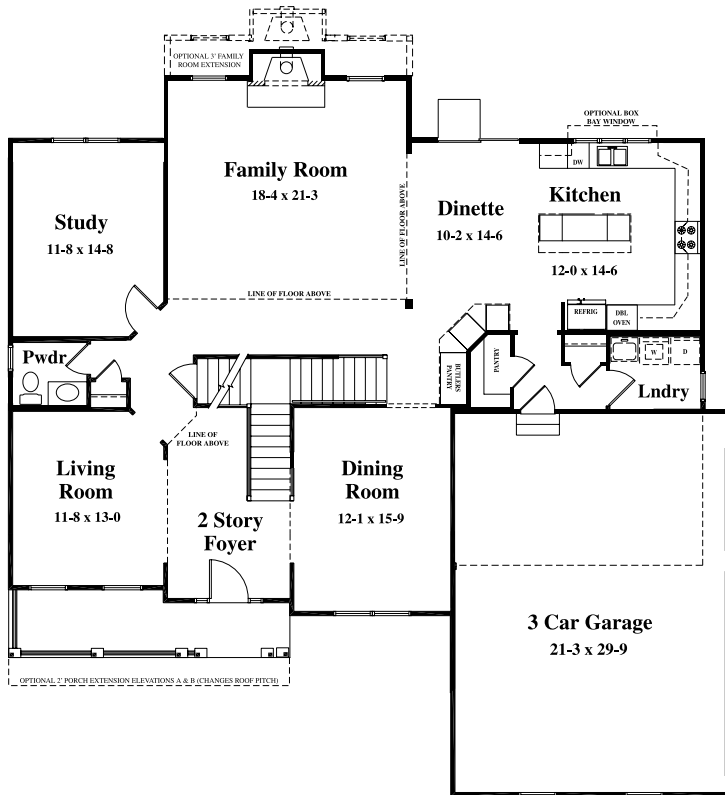 OPTIONAL 3' FAMILY
ROOM EXTENSION
OPTIONAL BOX
BAY WINDOW
DW
Family Room
18-4 x 21-3
Study
11-8 x 14-8
LINE OF FLOOR ABOVE
Dinette
10-2 x 14-6
Kitchen
12-0 x 14-6
LINE OF FLOOR ABOVE
REFRIG
DBL
OVEN
Pwdr
BUTLERS
PANTRY
PANTRY
W
D
Lndry
LINE OF
FLOOR ABOVE
Living
Room
11-8 x 13-0
Dining
Room
12-1 x 15-9
2 Story
Foyer
3 Car Garage
21-3 x 29-9
OPTIONAL 2' PORCH EXTENSION ELEVATIONS A & B (CHANGES ROOF PITCH)